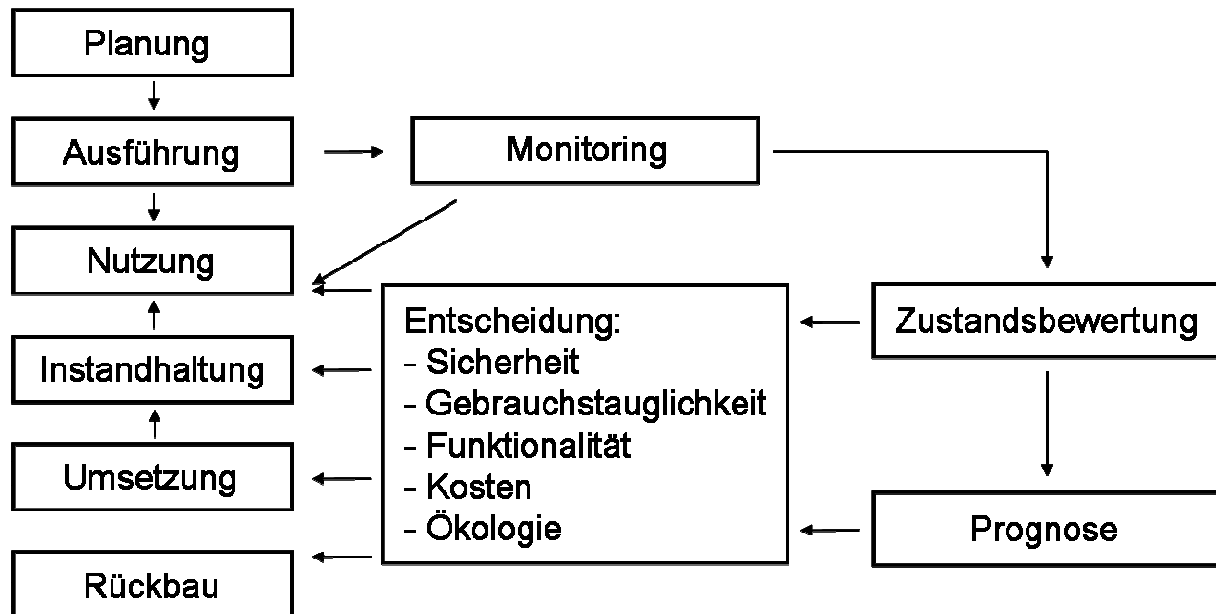 Planung
Ausführung
Monitoring
Nutzung
Entscheidung:
- Sicherheit
- Gebrauchstauglichkeit
- Funktionalität
- Kosten
- Ökologie
Zustandsbewertung
Instandhaltung
Umsetzung
Prognose
Rückbau